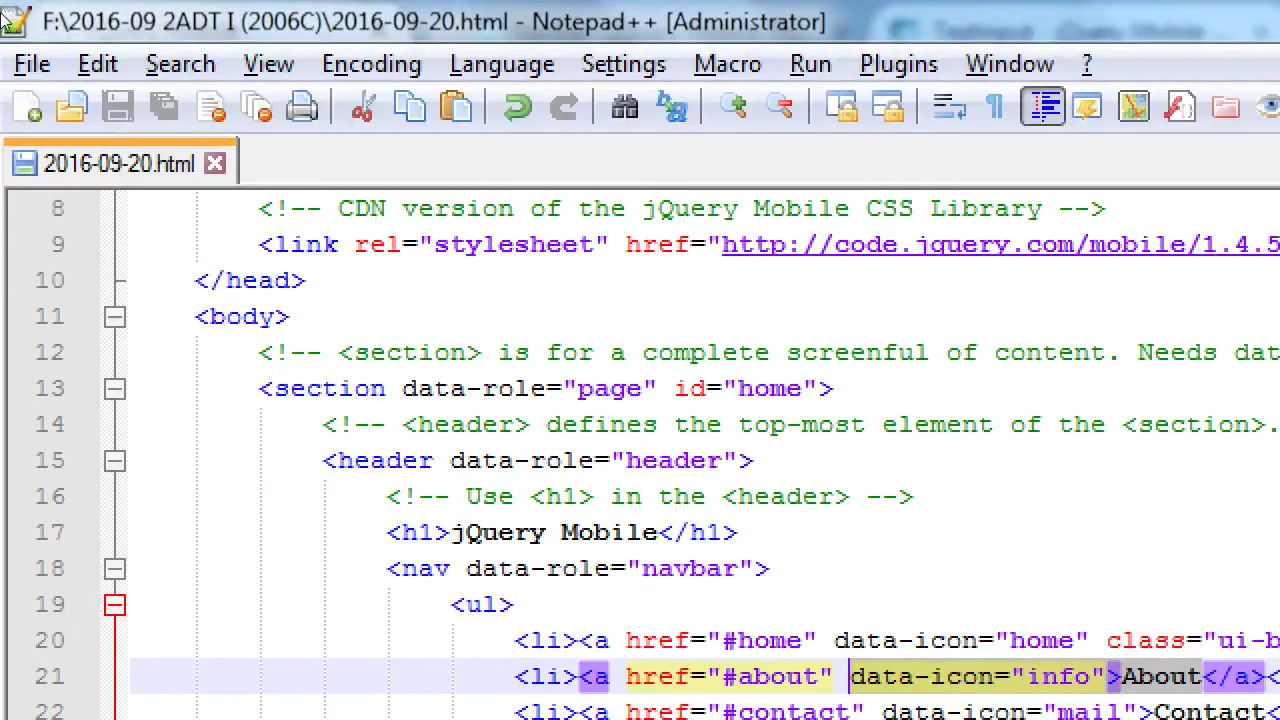 F:\2016-09 2ADT I (2006C)\2016-09-20.html - Notepad++ [Administrator]
File Edit Search View Encoding Language Settings Macro Run Plugins Window ?
2016-09-20.html
8 <!-- CDN version of the jQuery Mobile CSS Library -->
9 <link rel="stylesheet" href="http://code.jquery.com/mobile/1.4.5
10 </head>
11 <body>
12 <!-- <section> is for a complete screenful of content. Needs dat
13 <section data-role="page" id="home">
14 <!-- <header> defines the top-most element of the <section>.
15 <header data-role="header">
16 <!-- Use <h1> in the <header> -->
17 <h1>jQuery Mobile</h1>
18 <nav data-role="navbar">
19 <ul>
20 <li><a href="#home" data-icon="home" class="ui-b
21 <li><a href="#about" data-icon="info">About</a><
22 <li><a href="#contact" data-icon="mail">Contact<